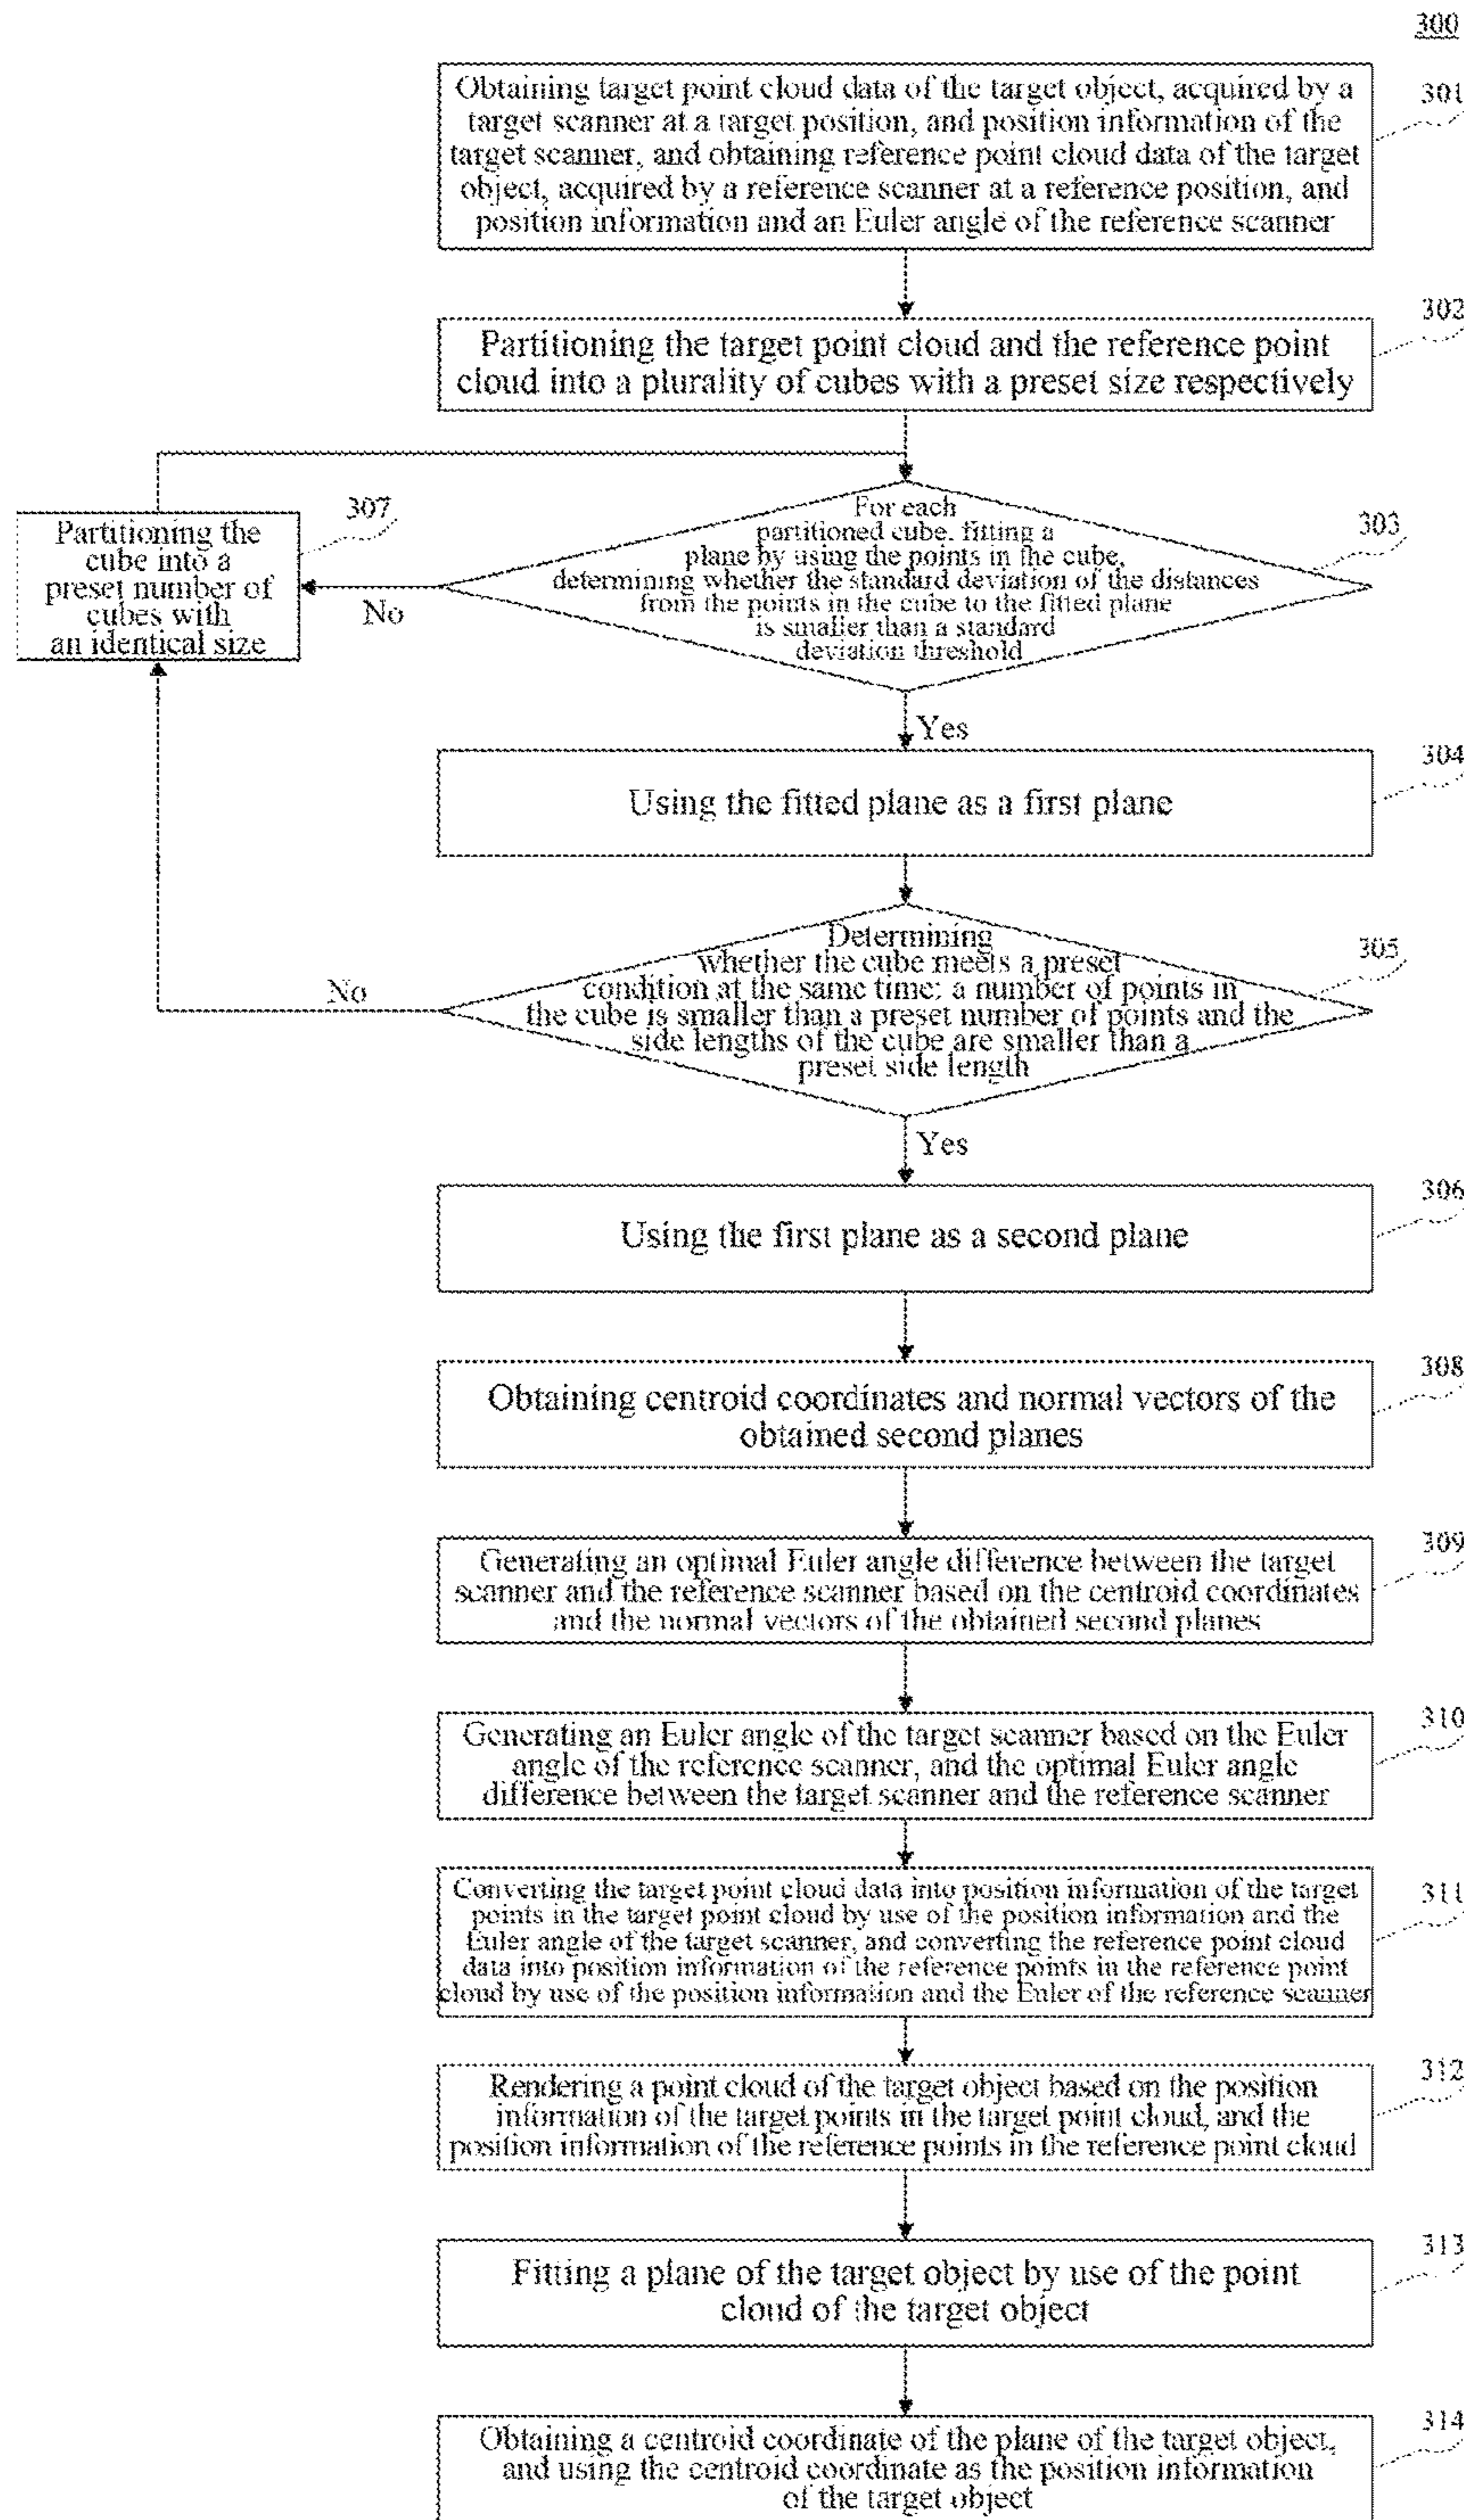 300
Obtaining target point cloud data of the target object, acquired by a
target scanner at a target position, and position information of the
target scanner, and obtaining reference point cloud data of the target
object, acquired by a reference scanner at a reference position, and
position information and an Euler angle of the reference scanner
301
Partitioning the target point cloud and the reference point
cloud into a plurality of cubes with a preset size respectively
302
For each
partitioned cube, fitting a
plane by using the points in the cube,
determining whether the standard deviation of the distances
from the points in the cube to the fitted plane
is smaller than a standard
deviation threshold
303
No
Partitioning the
cube into a
preset number of
cubes with
an identical size
307
Yes
Using the fitted plane as a first plane
304
Determining
whether the cube meets a preset
condition at the same time: a number of points in
the cube is smaller than a preset number of points and the
side lengths of the cube are smaller than a
preset side length
305
No
Yes
Using the first plane as a second plane
306
Obtaining centroid coordinates and normal vectors of the
obtained second planes
308
Generating an optimal Euler angle difference between the target
scanner and the reference scanner based on the centroid coordinates
and the normal vectors of the obtained second planes
309
Generating an Euler angle of the target scanner based on the Euler
angle of the reference scanner, and the optimal Euler angle
difference between the target scanner and the reference scanner
310
Converting the target point cloud data into position information of the target
points in the target point cloud by use of the position information and the
Euler angle of the target scanner, and converting the reference point cloud
data into position information of the reference points in the reference point
cloud by use of the position information and the Euler of the reference scanner
311
Rendering a point cloud of the target object based on the position
information of the target points in the target point cloud, and the
position information of the reference points in the reference point cloud
312
Fitting a plane of the target object by use of the point
cloud of the target object
313
Obtaining a centroid coordinate of the plane of the target object,
and using the centroid coordinate as the position information
of the target object
314